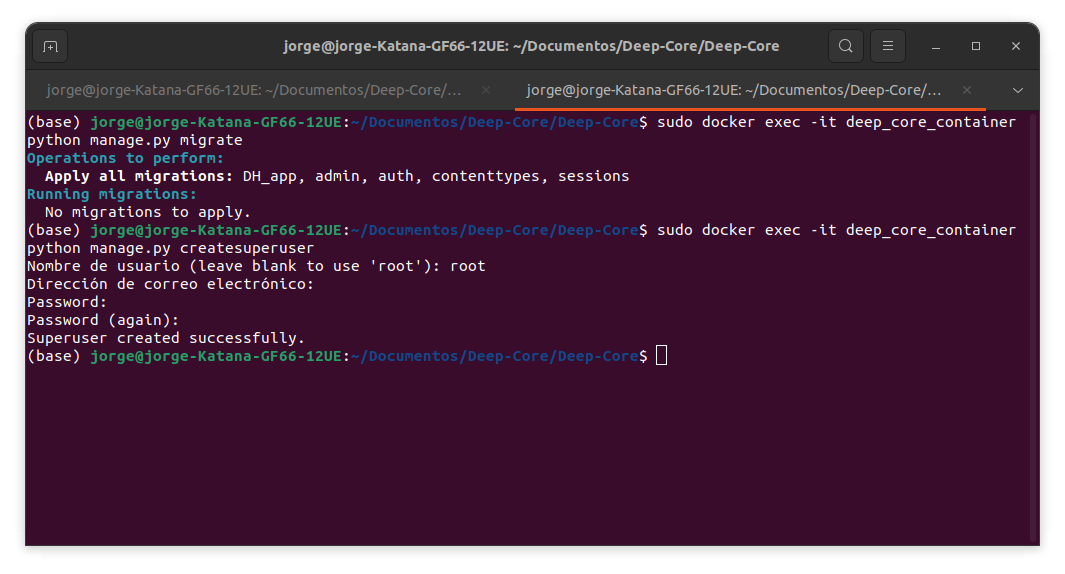 jorge@jorge-Katana-GF66-12UE: ~/Documentos/Deep-Core/Deep-Core
jorge@jorge-Katana-GF66-12UE: ~/Documentos/Deep-Core/…
jorge@jorge-Katana-GF66-12UE: ~/Documentos/Deep-Core/…
(base) jorge@jorge-Katana-GF66-12UE:~/Documentos/Deep-Core/Deep-Core$ sudo docker exec -it deep_core_container
python manage.py migrate
Operations to perform:
  Apply all migrations: DH_app, admin, auth, contenttypes, sessions
Running migrations:
  No migrations to apply.
(base) jorge@jorge-Katana-GF66-12UE:~/Documentos/Deep-Core/Deep-Core$ sudo docker exec -it deep_core_container
python manage.py createsuperuser
Nombre de usuario (leave blank to use 'root'): root
Dirección de correo electrónico:
Password:
Password (again):
Superuser created successfully.
(base) jorge@jorge-Katana-GF66-12UE:~/Documentos/Deep-Core/Deep-Core$